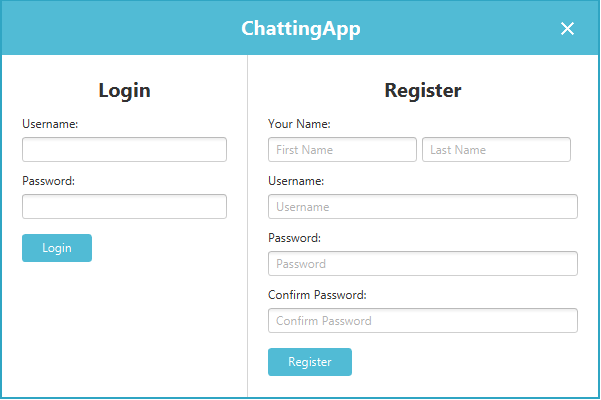 ChattingApp
Login
Username:
Password:
Login
Register
Your Name:
First Name Last Name
Username:
Username
Password:
Password
Confirm Password:
Confirm Password
Register